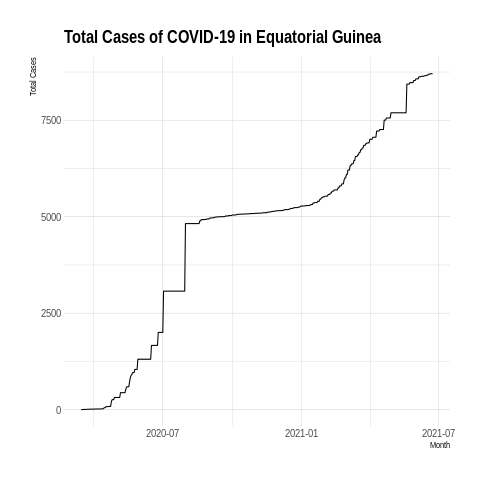 Total Cases of COVID-19 in Equatorial Guinea
Total Cases
7500
5000
2500
0
2020-07
2021-01
2021-07
Month